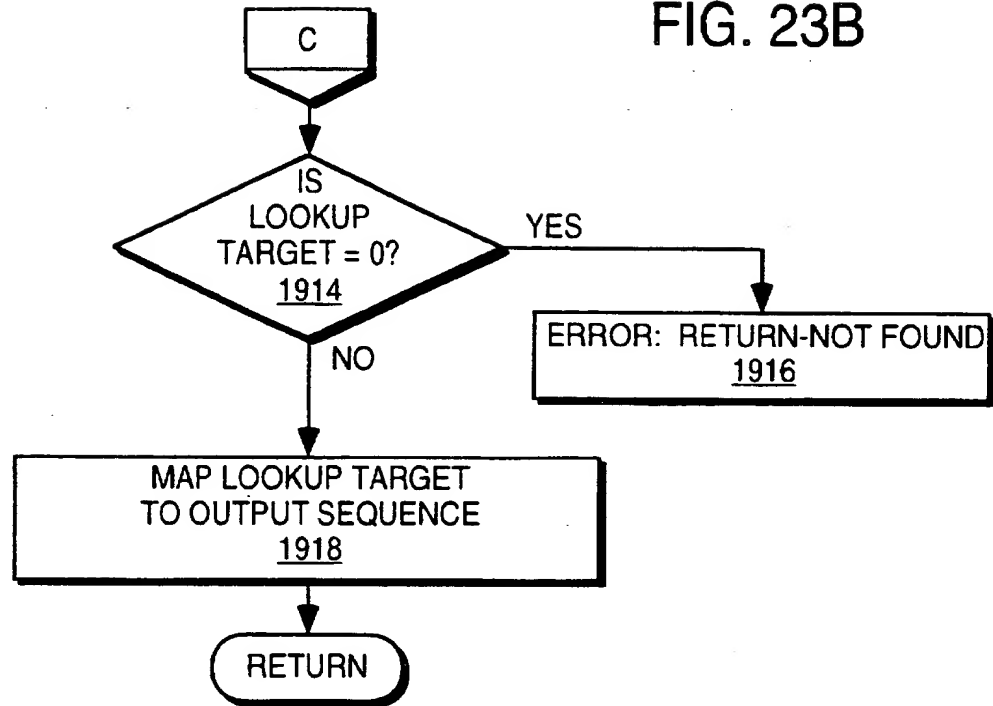 FIG. 23B
C
IS
LOOKUP
TARGET = 0?
1914
YES
NO
ERROR: RETURN-NOT FOUND
1916
MAP LOOKUP TARGET
TO OUTPUT SEQUENCE
1918
RETURN